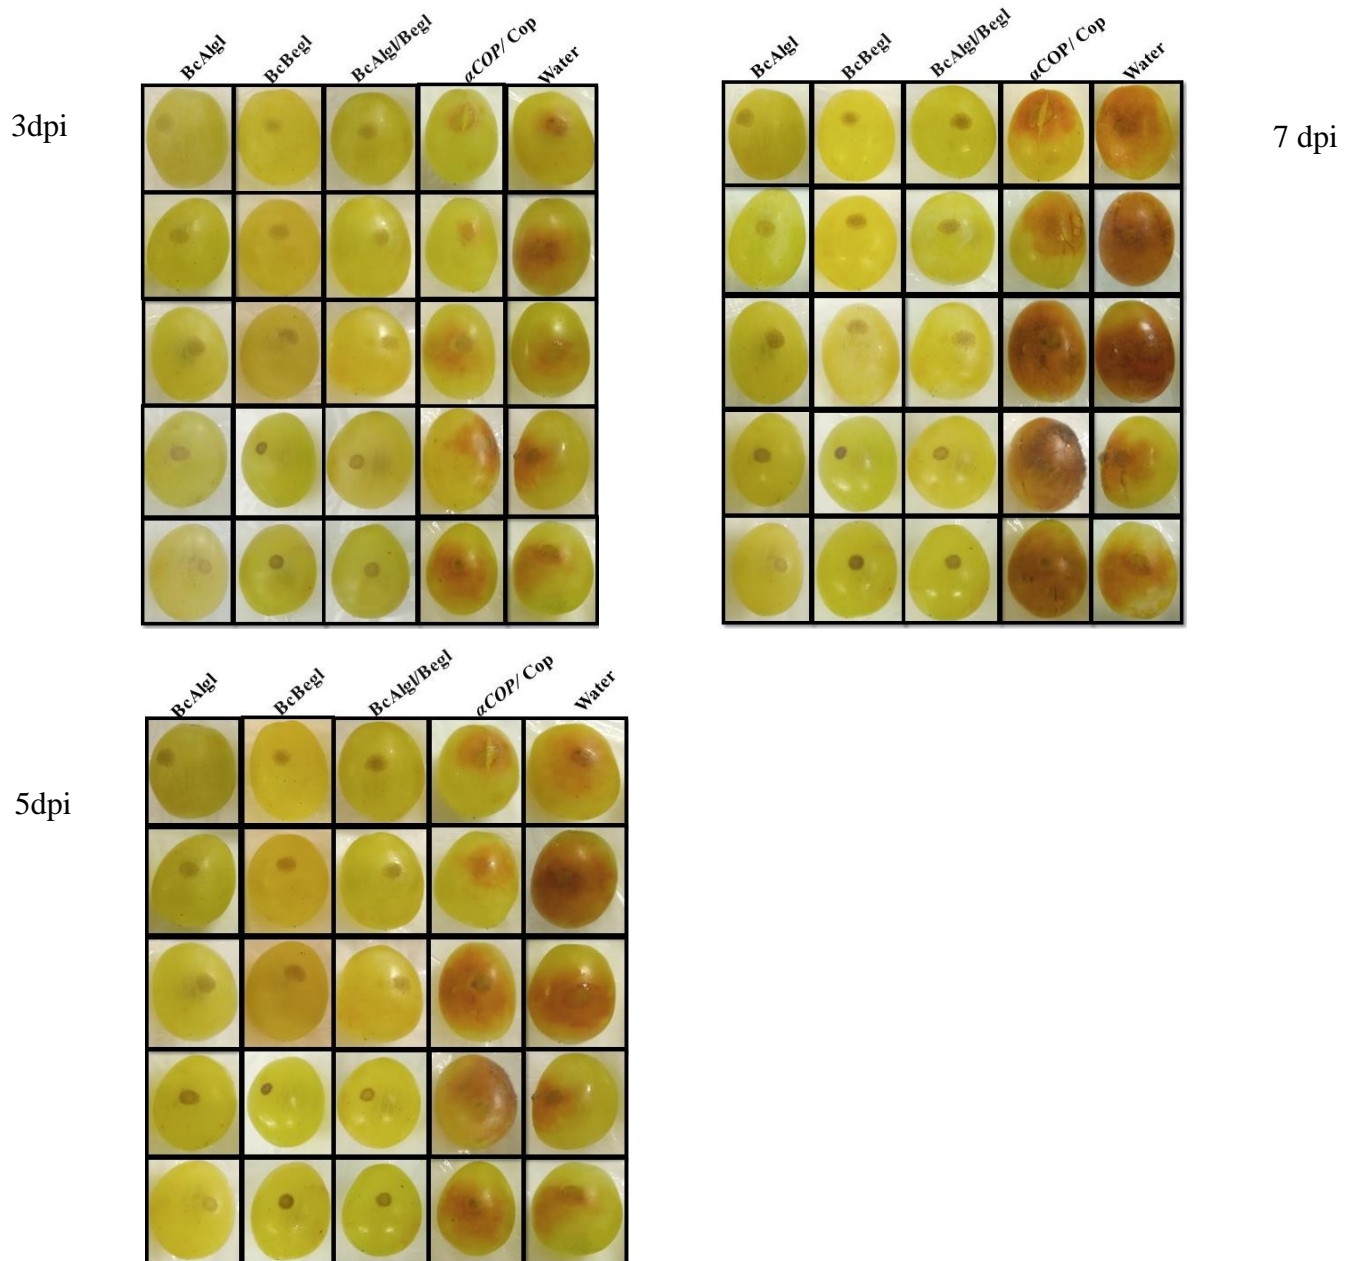 BcAlgl BcBegl BcAlgl/Begl αCOP/ Cop Water
3dpi
BcAlgl BcBegl BcAlgl/Begl αCOP/ Cop Water
7 dpi
BcAlgl BcBegl BcAlgl/Begl αCOP/ Cop Water
5dpi